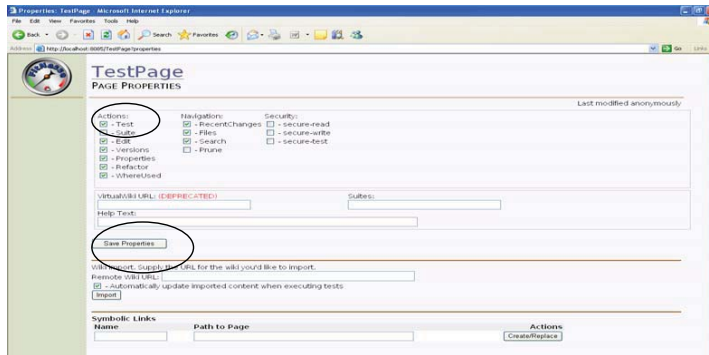 Properties: TestPage - Microsoft Internet Explorer
File Edit View Favorites Tools Help
Back Search Favorites
Address http://localhost:8085/TestPage?properties Go Links
FitNesse
TestPage
PAGE PROPERTIES
Last modified anonymously
Actions: Navigation: Security:
- Test - RecentChanges - secure-read
- Suite - Files - secure-write
- Edit - Search - secure-test
- Versions - Prune
- Properties
- Refactor
- WhereUsed
VirtualWiki URL: (DEPRECATED) Suites:
Help Text:
Save Properties
Wiki Import. Supply the URL for the wiki you'd like to import.
Remote Wiki URL:
- Automatically update imported content when executing tests
Import
Symbolic Links
Name Path to Page Actions
Create/Replace